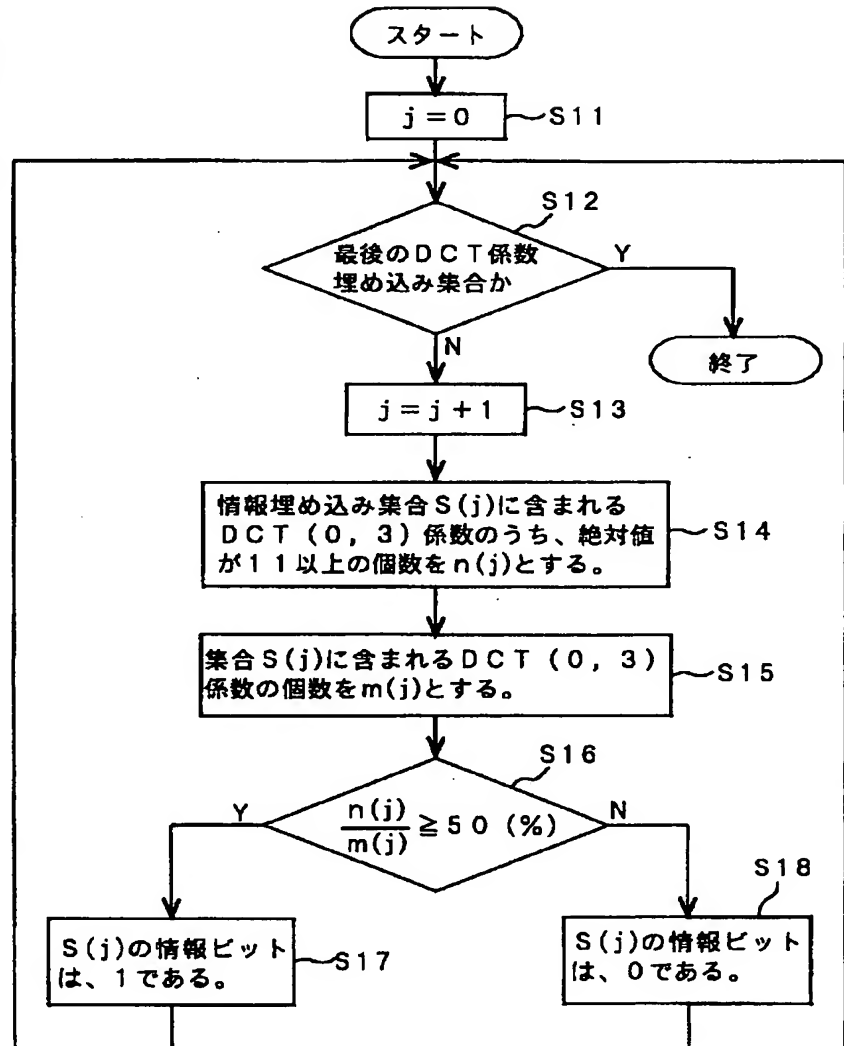 スタート
j=0
S11
S12
最後のDCT係数
埋め込み集合か
Y
N
終了
j=j+1
S13
情報埋め込み集合S(j)に含まれる
DCT(0,3)係数のうち、絶対値
が11以上の個数をn(j)とする。
S14
集合S(j)に含まれるDCT(0,3)
係数の個数をm(j)とする。
S15
S16
Y
n(j)
m(j)
≧50(%)
N
S(j)の情報ビット
は、1である。
S17
S18
S(j)の情報ビット
は、0である。